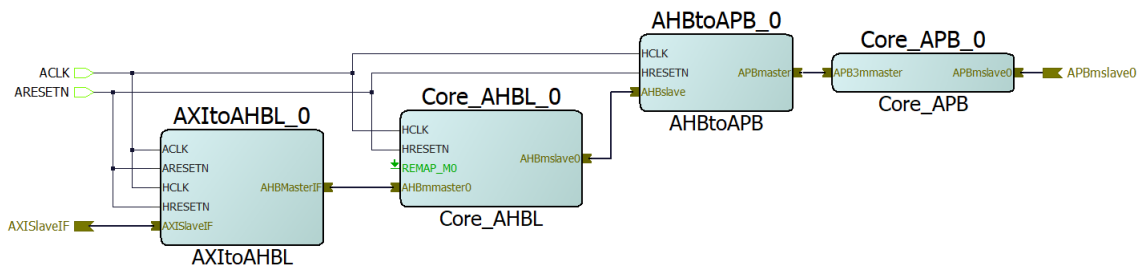 AHBtoAPB_0
HCLK
HRESETN
AHBslave
APBmaster
AHBtoAPB
Core_APB_0
APB3mmaster
APBmslave0
Core_APB
APBmslave0
ACLK
ARESETN
Core_AHBL_0
HCLK
HRESETN
REMAP_M0
AHBmmaster0
AHBmslave0
Core_AHBL
AXItoAHBL_0
ACLK
ARESETN
HCLK
HRESETN
AXISlaveIF
AHBMasterIF
AXItoAHBL
AXISlaveIF